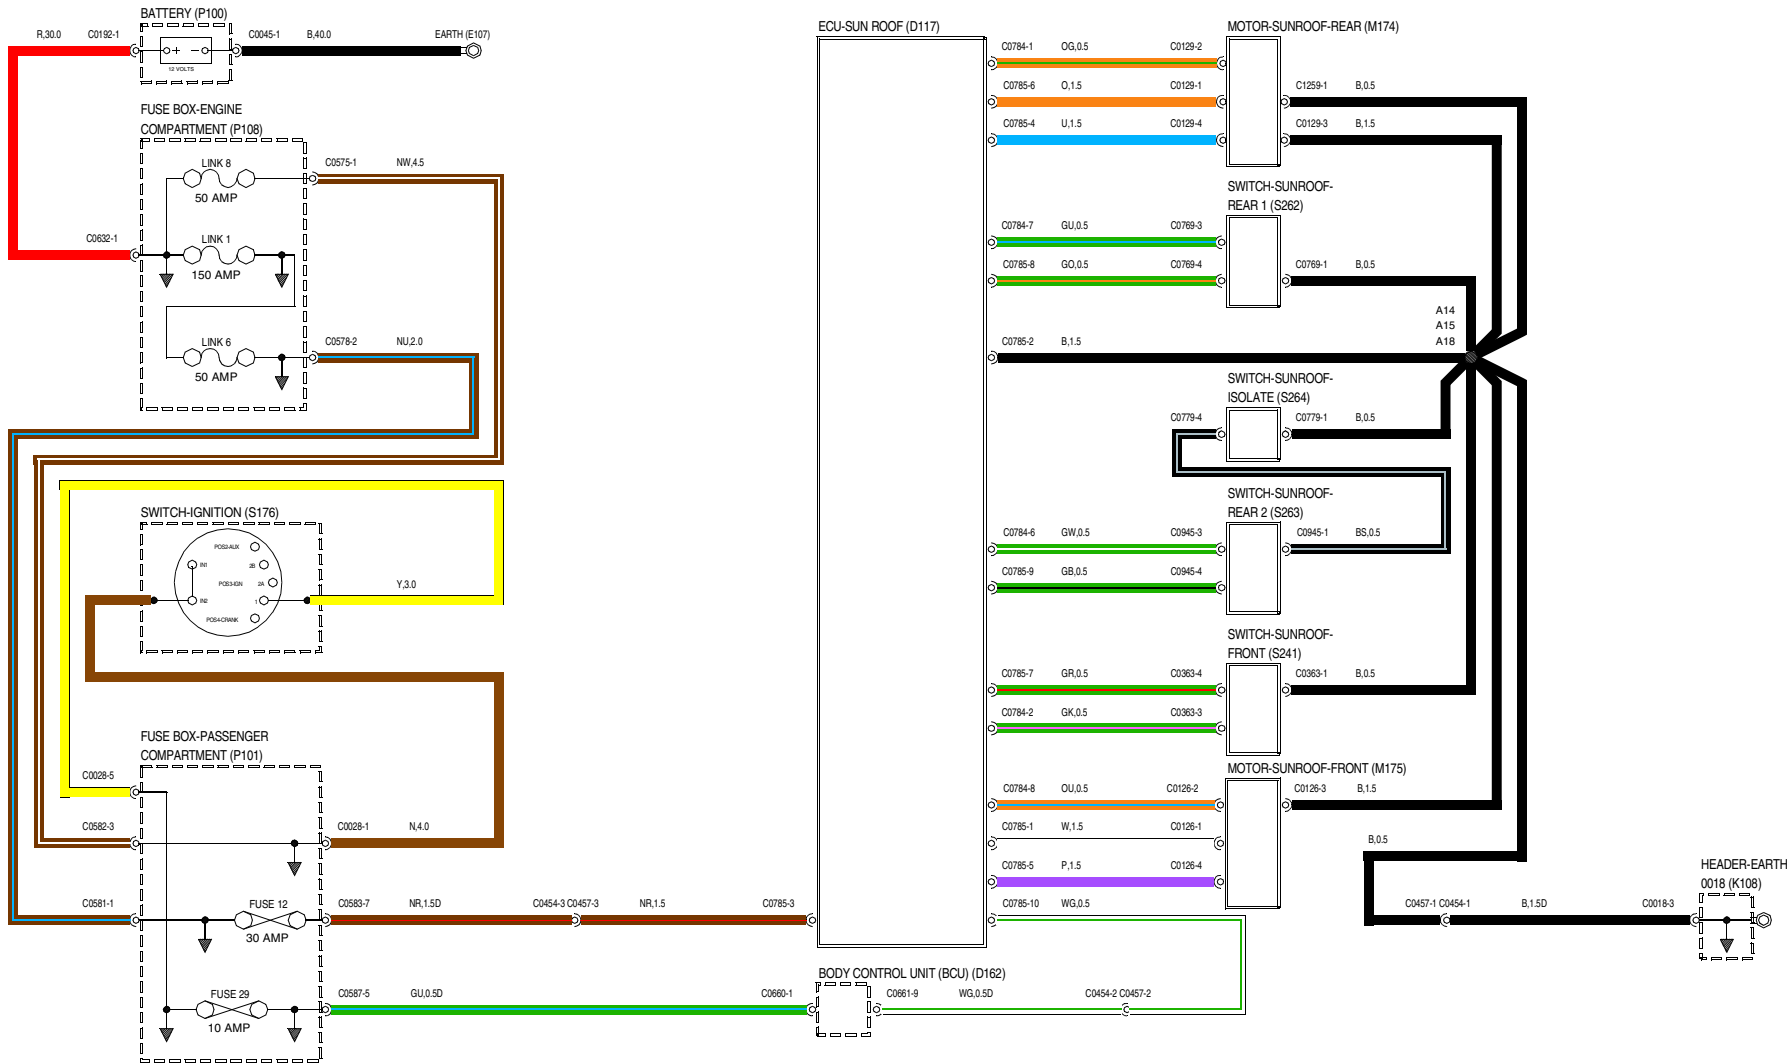 BATTERY (P100)
R,30.0 C0192-1
C0045-1 B,40.0
EARTH (E107)
12 VOLTS
+ -
FUSE BOX-ENGINE
COMPARTMENT (P108)
LINK 8
50 AMP
C0575-1 NW,4.5
C0632-1
LINK 1
150 AMP
LINK 6
50 AMP
C0578-2 NU,2.0
SWITCH-IGNITION (S176)
POS2-AUX
IN1
2B
POS3-IGN
2A
IN2
1
POS4-CRANK
Y,3.0
FUSE BOX-PASSENGER
COMPARTMENT (P101)
C0028-5
C0582-3
C0028-1 N,4.0
C0581-1
FUSE 12
30 AMP
C0583-7 NR,1.5D C0454-3 C0457-3 NR,1.5 C0785-3
FUSE 29
10 AMP
C0587-5 GU,0.5D C0660-1
BODY CONTROL UNIT (BCU) (D162)
C0661-9 WG,0.5D C0454-2 C0457-2
ECU-SUN ROOF (D117)
MOTOR-SUNROOF-REAR (M174)
C0784-1 OG,0.5 C0129-2
C0785-6 O,1.5 C0129-1
C1259-1 B,0.5
C0785-4 U,1.5 C0129-4
C0129-3 B,1.5
SWITCH-SUNROOF-
REAR 1 (S262)
C0784-7 GU,0.5 C0769-3
C0785-8 GO,0.5 C0769-4
C0769-1 B,0.5
A14
A15
A18
C0785-2 B,1.5
SWITCH-SUNROOF-
ISOLATE (S264)
C0779-4
C0779-1 B,0.5
SWITCH-SUNROOF-
REAR 2 (S263)
C0784-6 GW,0.5 C0945-3
C0945-1 BS,0.5
C0785-9 GB,0.5 C0945-4
SWITCH-SUNROOF-
FRONT (S241)
C0785-7 GR,0.5 C0363-4
C0363-1 B,0.5
C0784-2 GK,0.5 C0363-3
MOTOR-SUNROOF-FRONT (M175)
C0784-8 OU,0.5 C0126-2
C0126-3 B,1.5
C0785-1 W,1.5 C0126-1
C0785-5 P,1.5 C0126-4
C0785-10 WG,0.5
B,0.5
HEADER-EARTH
0018 (K108)
C0457-1 C0454-1 B,1.5D C0018-3